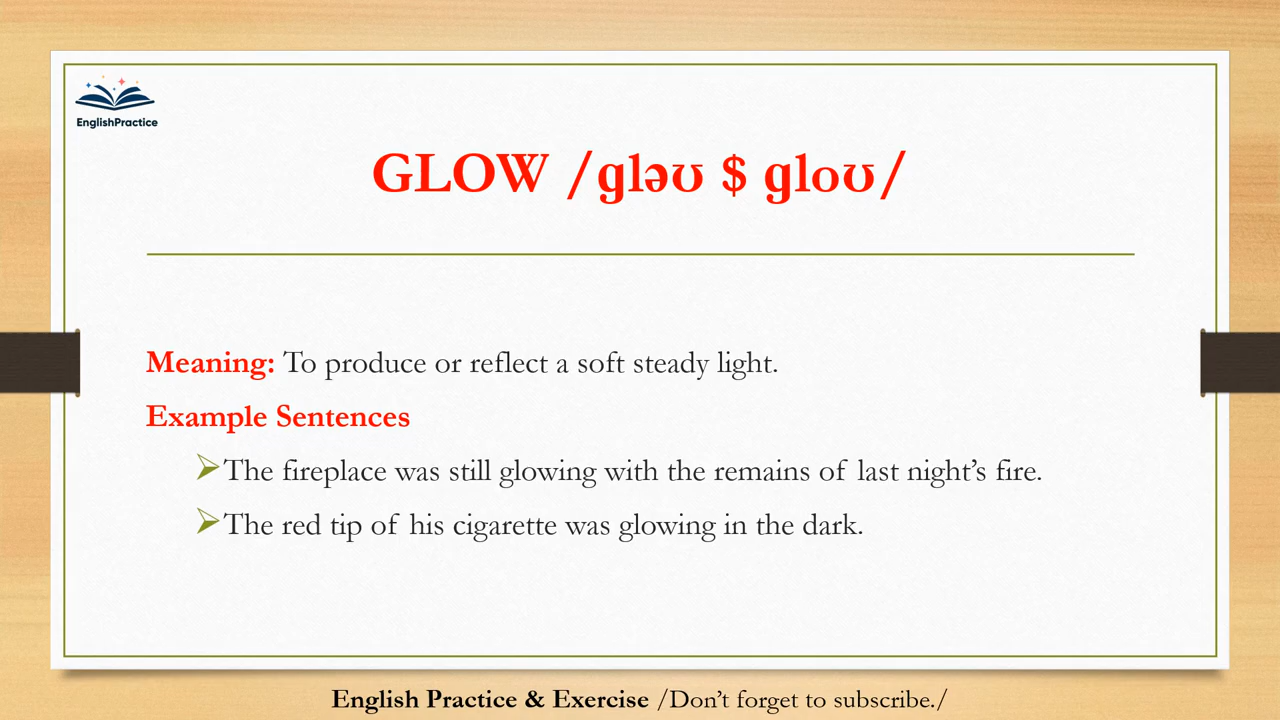 EnglishPractice
GLOW /ɡləʊ $ ɡloʊ/
Meaning: To produce or reflect a soft steady light.
Example Sentences
➢The fireplace was still glowing with the remains of last night’s fire.
➢The red tip of his cigarette was glowing in the dark.
English Practice & Exercise /Don’t forget to subscribe./